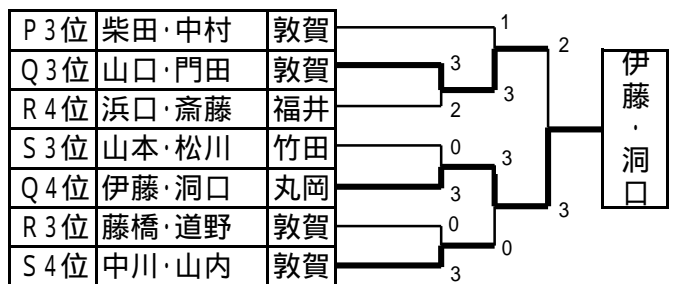 P3位 柴田・中村 敦賀
Q3位 山口・門田 敦賀
R4位 浜口・斎藤 福井
S3位 山本・松川 竹田
Q4位 伊藤・洞口 丸岡
R3位 藤橋・道野 敦賀
S4位 中川・山内 敦賀
1
3
2
3
0
3
3
0
0
3
2
3
伊藤・洞口